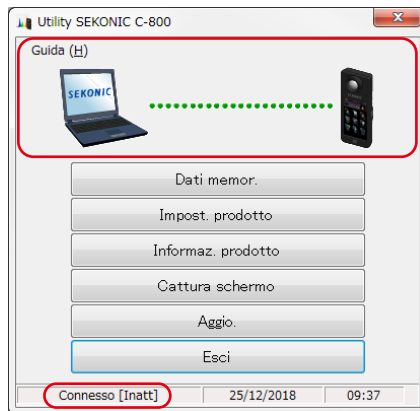 Utility SEKONIC C-800
Guida (H)
SEKONIC
Dati memor.
Impost. prodotto
Informaz. prodotto
Cattura schermo
Aggio.
Esci
Connesso [Inatt] 25/12/2018 09:37